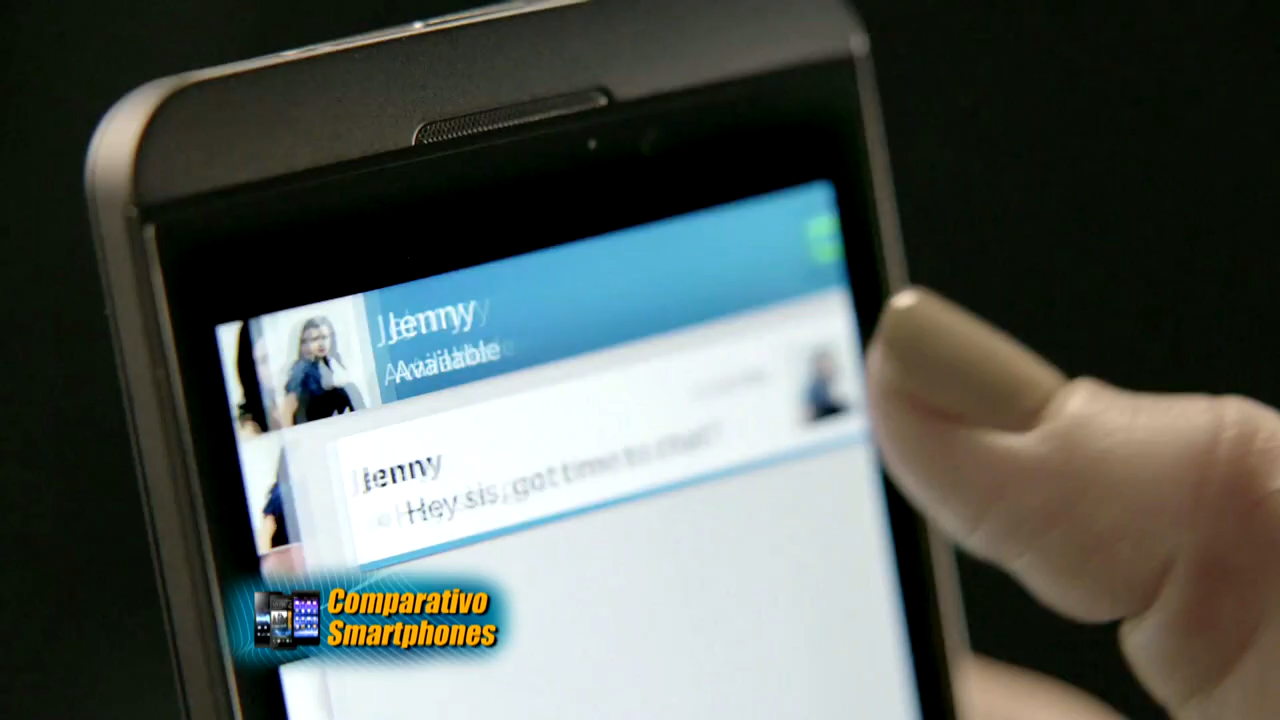 Jenny
Available
Jenny
Hey sis, got time to chat?
Comparativo
Smartphones